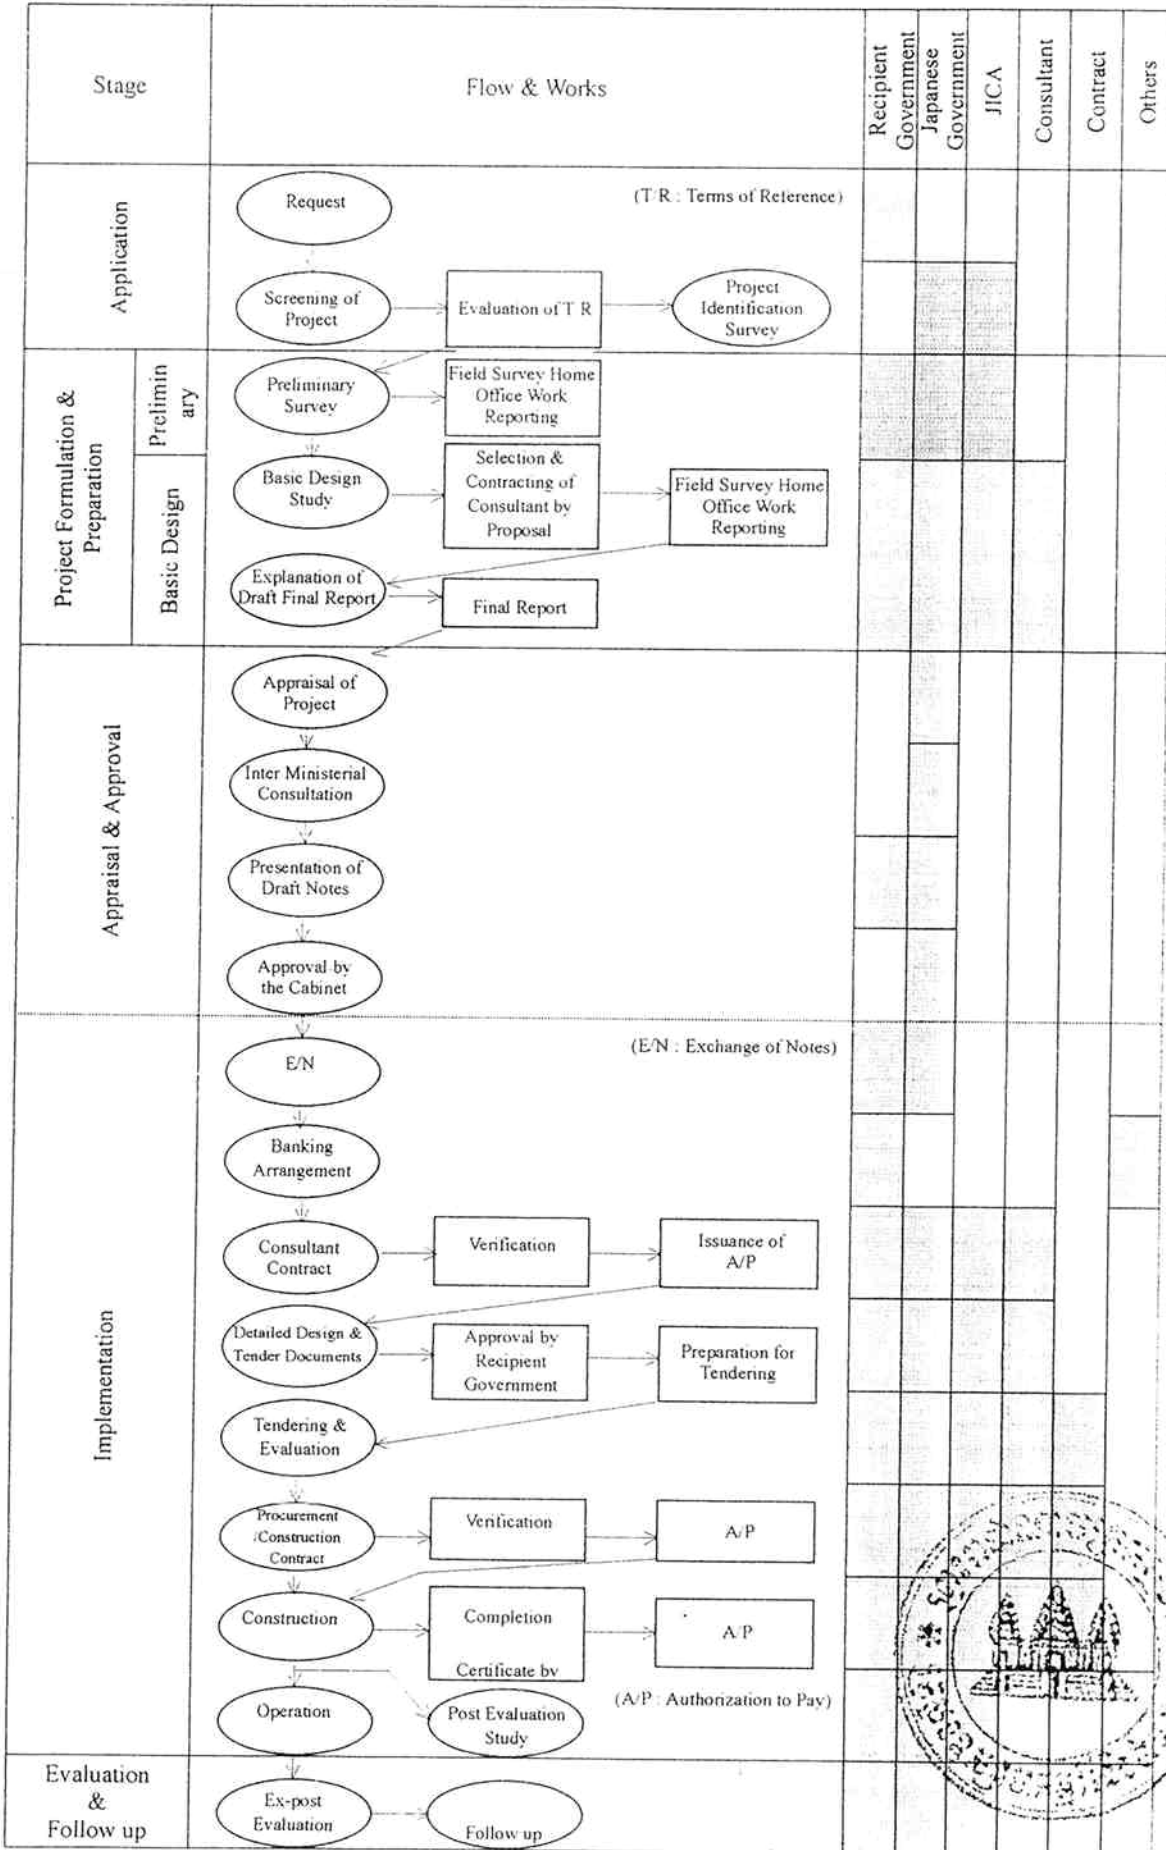 Stage
Flow & Works
Recipient
Government
Japanese
Government
JICA
Consultant
Contract
Others
Application
Request
(T/R : Terms of Reference)
Screening of
Project
Evaluation of T R
Project
Identification
Survey
Project Formulation &
Preparation
Prelimin
ary
Preliminary
Survey
Field Survey Home
Office Work
Reporting
Basic Design
Basic Design
Study
Selection &
Contracting of
Consultant by
Proposal
Field Survey Home
Office Work
Reporting
Explanation of
Draft Final Report
Final Report
Appraisal & Approval
Appraisal of
Project
Inter Ministerial
Consultation
Presentation of
Draft Notes
Approval by
the Cabinet
Implementation
E/N
(E/N : Exchange of Notes)
Banking
Arrangement
Consultant
Contract
Verification
Issuance of
A/P
Detailed Design &
Tender Documents
Approval by
Recipient
Government
Preparation for
Tendering
Tendering &
Evaluation
Procurement
/Construction
Contract
Verification
A/P
Construction
Completion
Certificate by
A/P
Operation
Post Evaluation
Study
(A/P : Authorization to Pay)
Evaluation
&
Follow up
Ex-post
Evaluation
Follow up